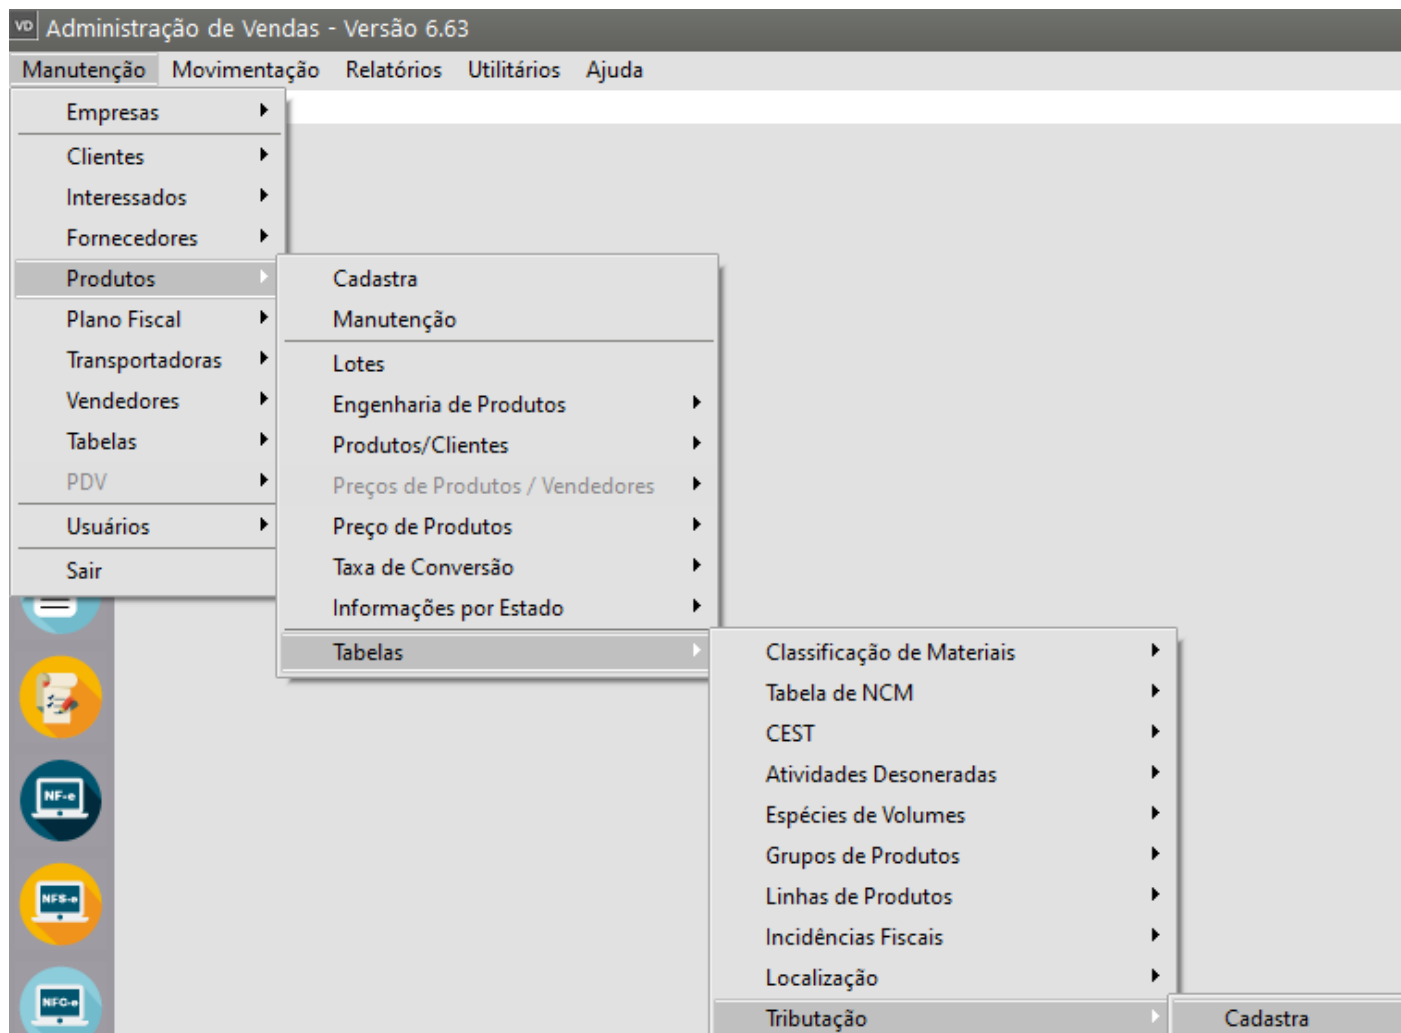 VD Administração de Vendas - Versão 6.63
Manutenção Movimentação Relatórios Utilitários Ajuda
Empresas
Clientes
Interessados
Fornecedores
Produtos
Plano Fiscal
Transportadoras
Vendedores
Tabelas
PDV
Usuários
Sair
Cadastra
Manutenção
Lotes
Engenharia de Produtos
Produtos/Clientes
Preços de Produtos / Vendedores
Preço de Produtos
Taxa de Conversão
Informações por Estado
Tabelas
Classificação de Materiais
Tabela de NCM
CEST
Atividades Desoneradas
Espécies de Volumes
Grupos de Produtos
Linhas de Produtos
Incidências Fiscais
Localização
Tributação
Cadastra
NF-e
NFS-e
NFC-e